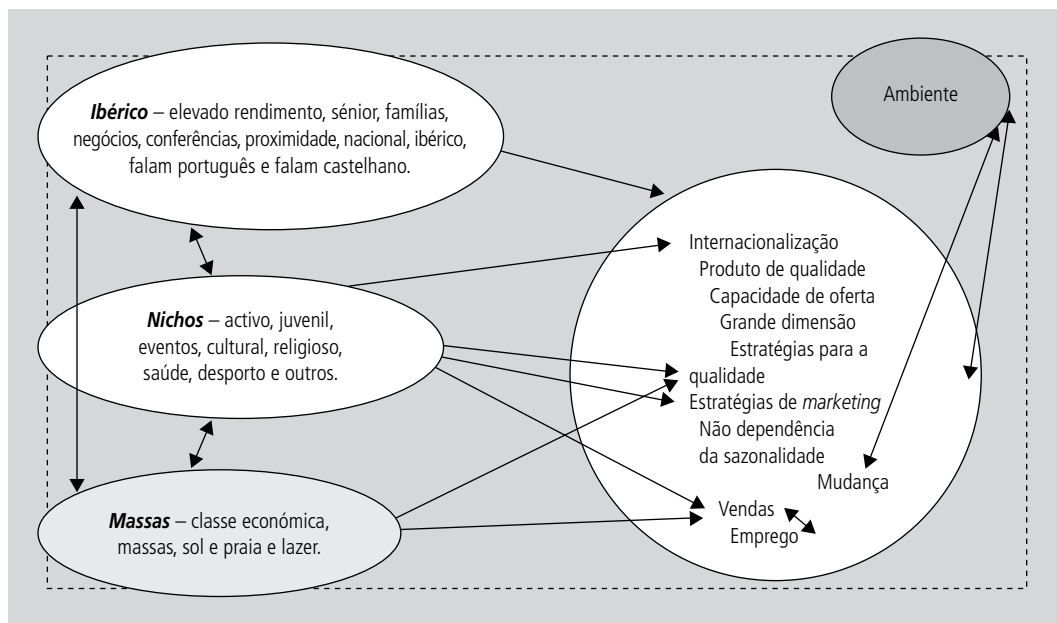 Ibérico – elevado rendimento, sénior, famílias,
negócios, conferências, proximidade, nacional, ibérico,
falam português e falam castelhano.
Nichos – activo, juvenil,
eventos, cultural, religioso,
saúde, desporto e outros.
Massas – classe económica,
massas, sol e praia e lazer.
Ambiente
Internacionalização
Produto de qualidade
Capacidade de oferta
Grande dimensão
Estratégias para a
qualidade
Estratégias de marketing
Não dependência
da sazonalidade
Mudança
Vendas
Emprego